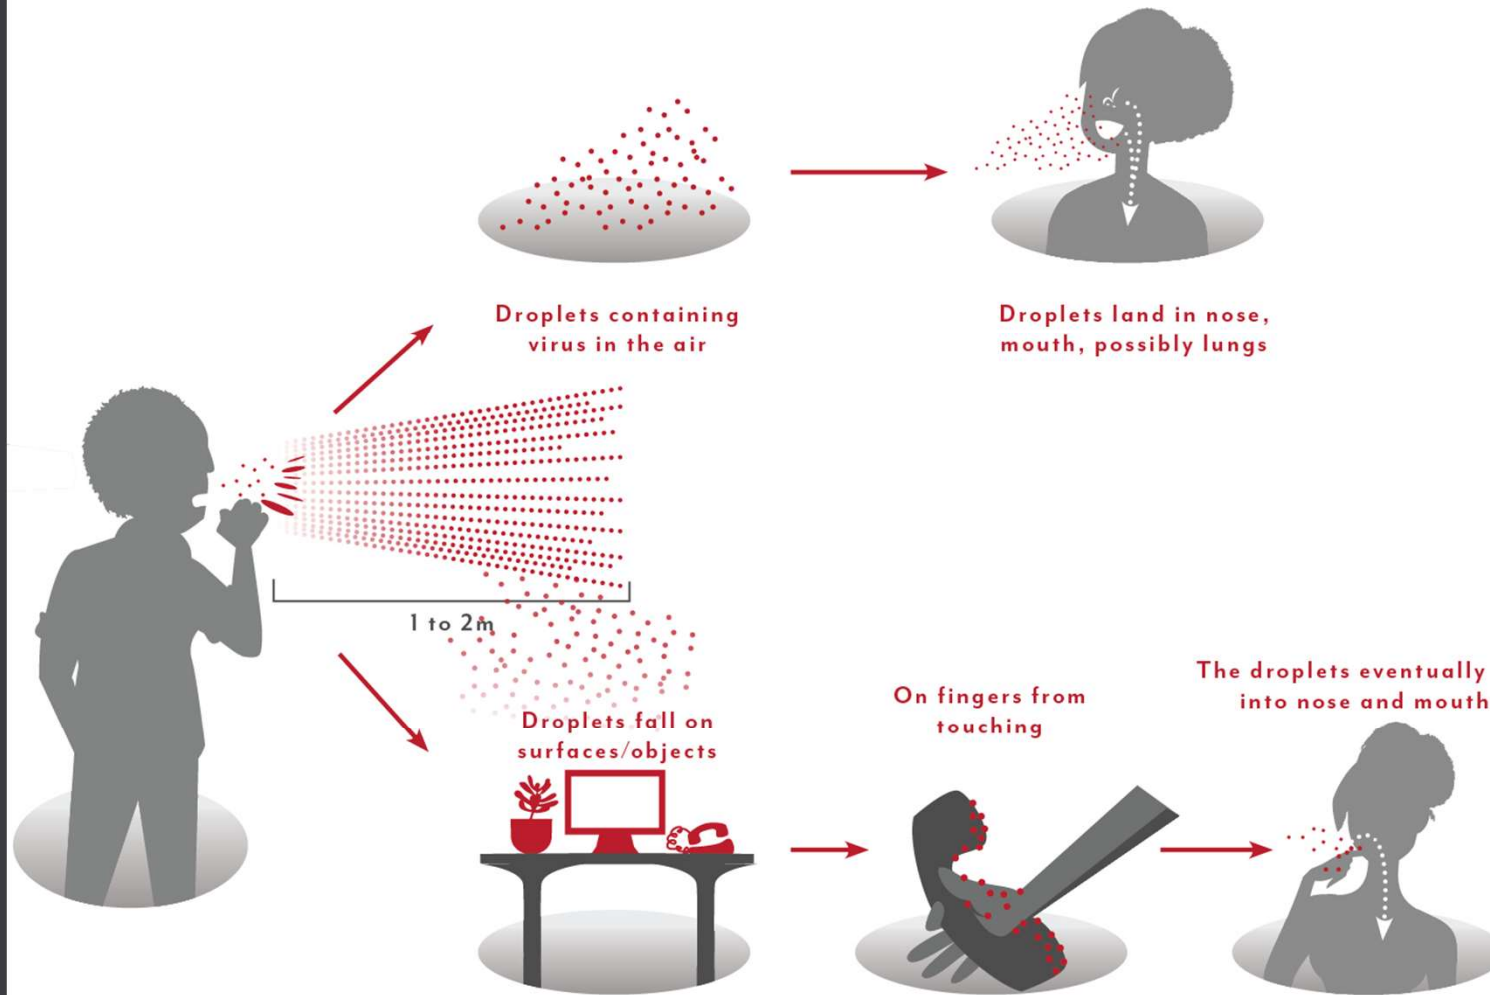 Droplets containing
virus in the air
Droplets land in nose,
mouth, possibly lungs
1 to 2m
Droplets fall on
surfaces/objects
On fingers from
touching
The droplets eventually
into nose and mouth